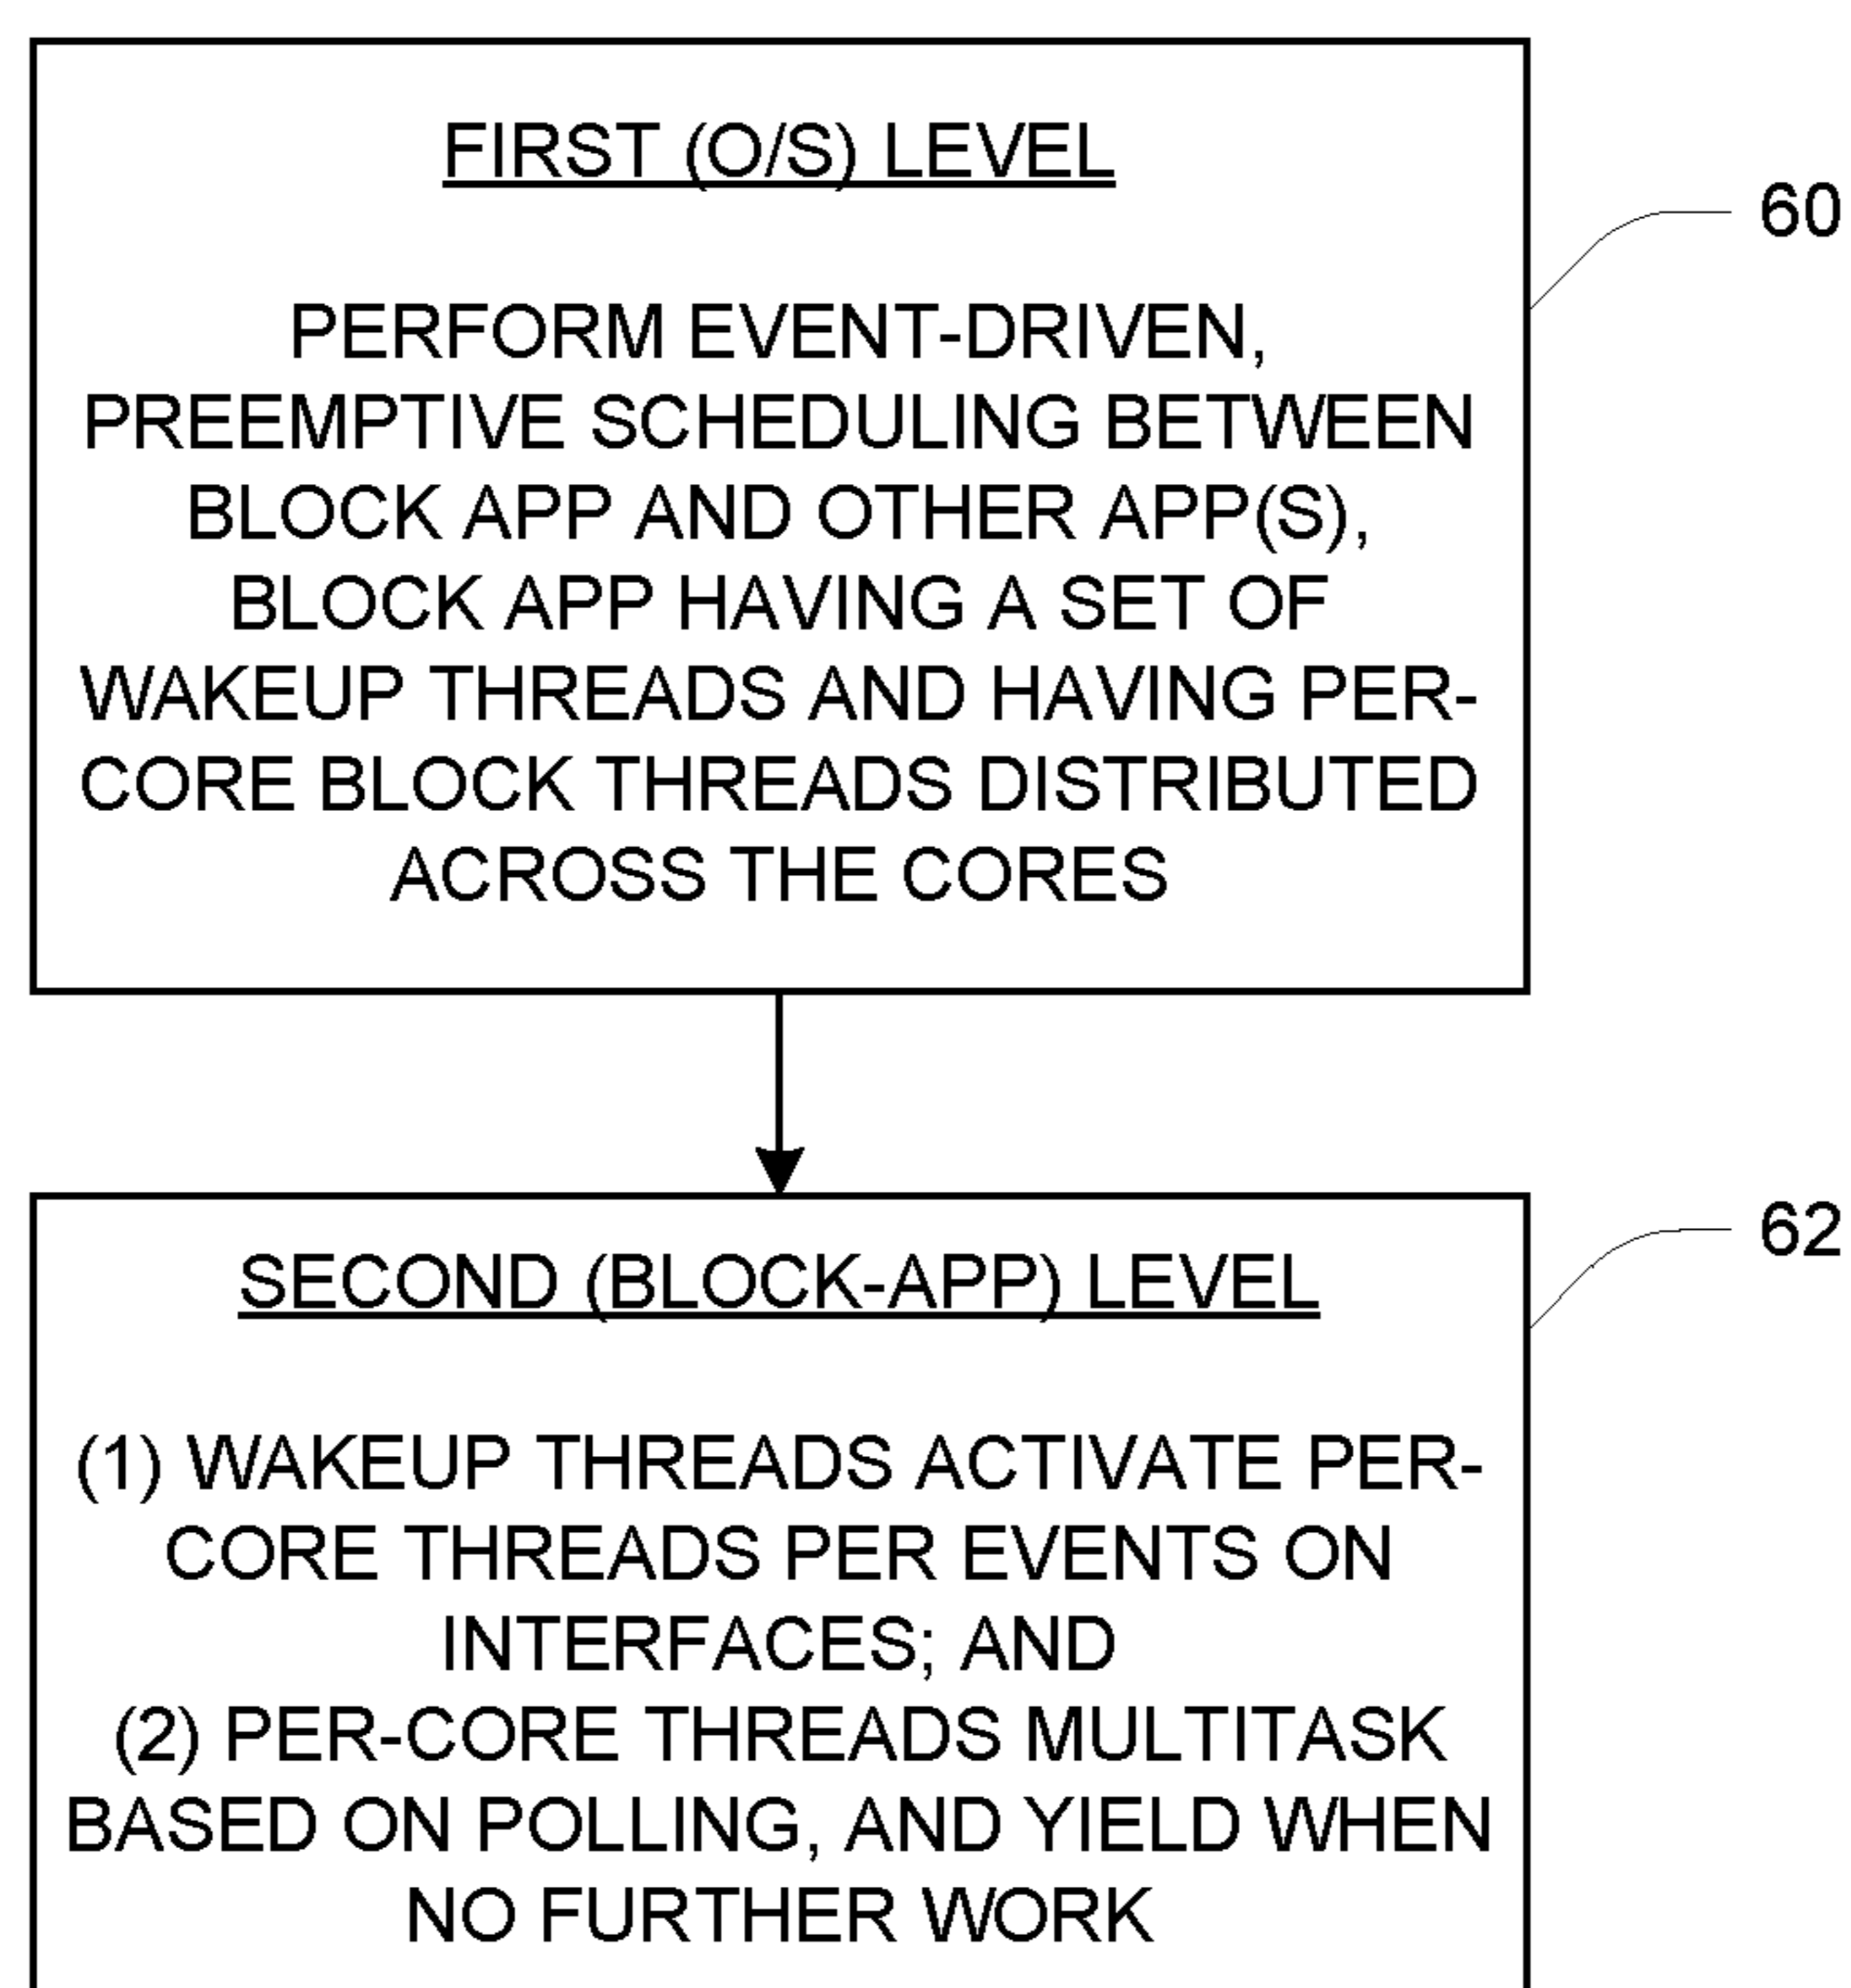 FIRST (O/S) LEVEL
60
PERFORM EVENT-DRIVEN,
PREEMPTIVE SCHEDULING BETWEEN
BLOCK APP AND OTHER APP(S),
BLOCK APP HAVING A SET OF
WAKEUP THREADS AND HAVING PER-
CORE BLOCK THREADS DISTRIBUTED
ACROSS THE CORES
62
SECOND (BLOCK-APP) LEVEL
(1) WAKEUP THREADS ACTIVATE PER-
CORE THREADS PER EVENTS ON
INTERFACES; AND
(2) PER-CORE THREADS MULTITASK
BASED ON POLLING, AND YIELD WHEN
NO FURTHER WORK